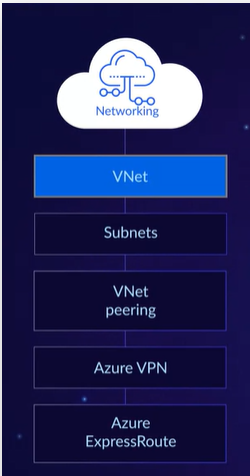 Networking
VNet
Subnets
VNet
peering
Azure VPN
Azure
ExpressRoute